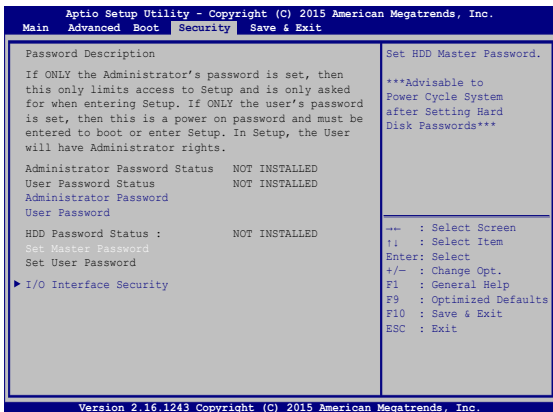 Aptio Setup Utility - Copyright (C) 2015 American Megatrends, Inc.
Main Advanced Boot Security Save & Exit
Password Description
If ONLY the Administrator's password is set, then
this only limits access to Setup and is only asked
for when entering Setup. If ONLY the user's password
is set, then this is a power on password and must be
entered to boot or enter Setup. In Setup, the User
will have Administrator rights.
Administrator Password Status NOT INSTALLED
User Password Status NOT INSTALLED
Administrator Password
User Password
HDD Password Status : NOT INSTALLED
Set Master Password
Set User Password
I/O Interface Security
Set HDD Master Password.
***Advisable to
Power Cycle System
after Setting Hard
Disk Passwords***
→← : Select Screen
↑↓ : Select Item
Enter: Select
+/— : Change Opt.
F1 : General Help
F9 : Optimized Defaults
F10 : Save & Exit
ESC : Exit
Version 2.16.1243 Copyright (C) 2015 American Megatrends, Inc.